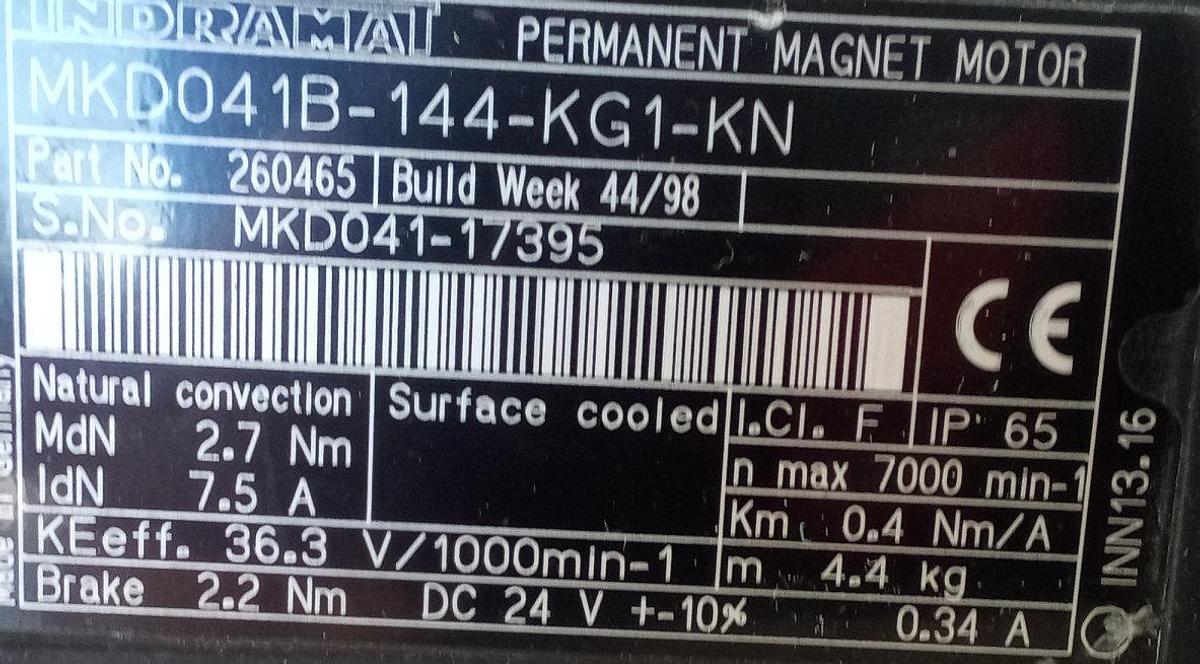 INDRAMAT PERMANENT MAGNET MOTOR
MKD041B-144-KG1-KN
Part No. 260465 Build Week 44/98
S.No. MKD041-17395
CE
Natural convection Surface cooled I.Cl. F IP 65
MdN 2.7 Nm n max 7000 min-1
IdN 7.5 A Km 0.4 Nm/A
KEeff. 36.3 V/1000min-1 m 4.4 kg
Brake 2.2 Nm DC 24 V +-10% 0.34 A
INN13.16
Made in Germany